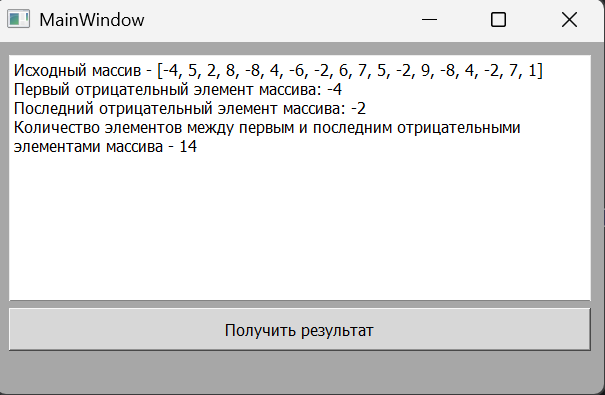 MainWindow
Исходный массив - [-4, 5, 2, 8, -8, 4, -6, -2, 6, 7, 5, -2, 9, -8, 4, -2, 7, 1]
Первый отрицательный элемент массива: -4
Последний отрицательный элемент массива: -2
Количество элементов между первым и последним отрицательными
элементами массива - 14
Получить результат